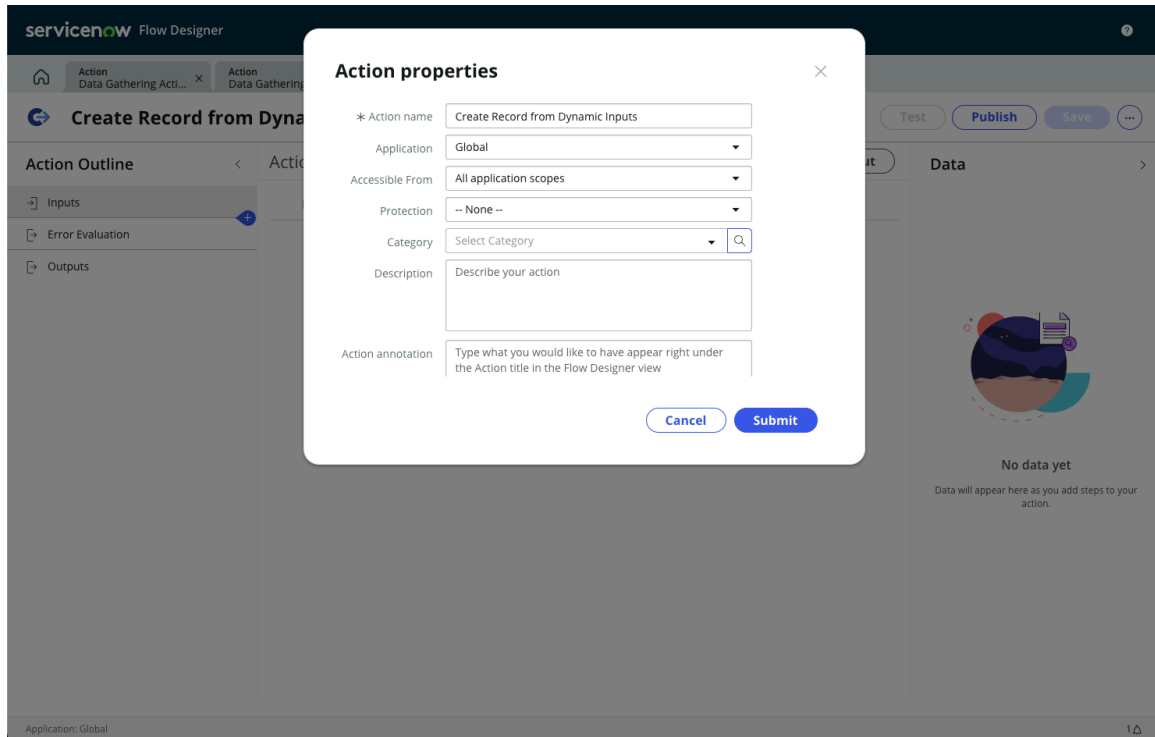 servicenow Flow Designer
Action
Data Gathering Acti...
Action
Data Gathering
Create Record from Dyna
Test
Publish
Save
Action Outline
Inputs
Error Evaluation
Outputs
Action properties
* Action name
Create Record from Dynamic Inputs
Application
Global
Accessible From
All application scopes
Protection
-- None --
Category
Select Category
Description
Describe your action
Action annotation
Type what you would like to have appear right under
the Action title in the Flow Designer view
Cancel
Submit
Data
No data yet
Data will appear here as you add steps to your
action.
Application: Global
1